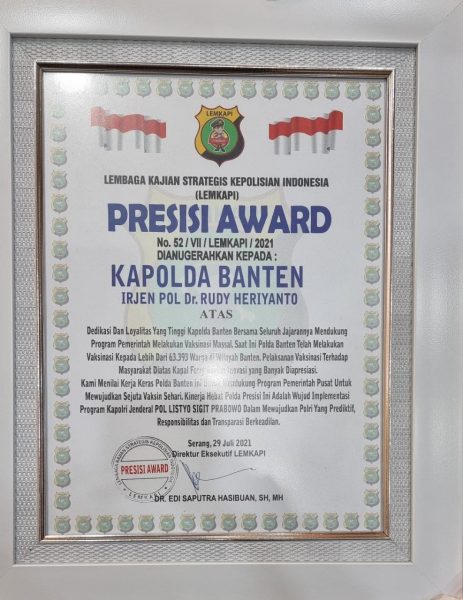 LEMKAPI
LEMBAGA KAJIAN STRATEGIS KEPOLISIAN INDONESIA
(LEMKAPI)
PRESISI AWARD
No. 52 / VII / LEMKAPI / 2021
DIANUGERAHKAN KEPADA :
KAPOLDA BANTEN
IRJEN POL Dr. RUDY HERIYANTO
ATAS
Dedikasi Dan Loyalitas Yang Tinggi Kapolda Banten Bersama Seluruh Jajarannya Mendukung
Program Pemerintah Melakukan Vaksinasi Massal. Saat Ini Polda Banten Telah Melakukan
Vaksinasi Kepada Lebih Dari 63.393 Warga di Wilayah Banten. Pelaksanaan Vaksinasi Terhadap
Masyarakat Diatas Kapal Inovasi yang Banyak Diapresiasi.
Kami Menilai Kerja Keras Polda Banten ini Mendukung Program Pemerintah Pusat Untuk
Mewujudkan Sejuta Vaksin Sehari. Kinerja Hebat Polda Presisi Ini Adalah Wujud Implementasi
Program Kapolri Jenderal POL LISTYO SIGIT PRABOWO Dalam Mewujudkan Polri Yang Prediktif,
Responsibilitas dan Transparasi Berkeadilan.
Serang, 29 Juli 2021
Direktur Eksekutif LEMKAPI
PRESISI AWARD
DR. EDI SAPUTRA HASIBUAN, SH, MH